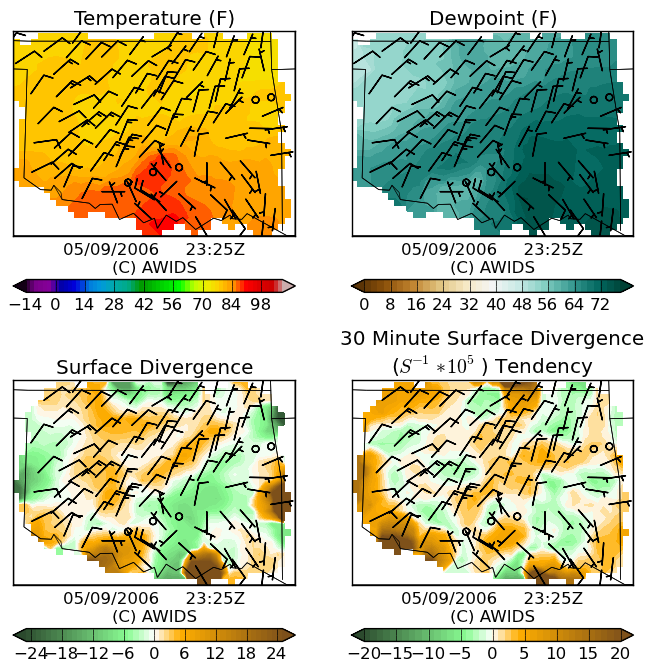 Temperature (F)
Dewpoint (F)
05/09/2006 23:25Z
(C) AWIDS
−14 0 14 28 42 56 70 84 98
05/09/2006 23:25Z
(C) AWIDS
0 8 16 24 32 40 48 56 64 72
Surface Divergence
30 Minute Surface Divergence
(S⁻¹ *10⁵ ) Tendency
05/09/2006 23:25Z
(C) AWIDS
−24 −18 −12 −6 0 6 12 18 24
05/09/2006 23:25Z
(C) AWIDS
−20 −15 −10 −5 0 5 10 15 20